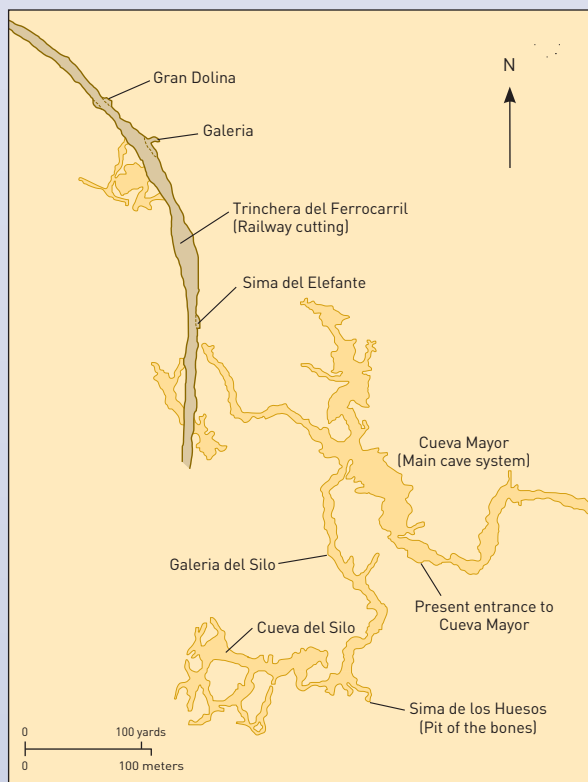 N
Gran Dolina
Galeria
Trinchera del Ferrocarril
(Railway cutting)
Sima del Elefante
Cueva Mayor
(Main cave system)
Galeria del Silo
Present entrance to
Cueva Mayor
Cueva del Silo
Sima de los Huesos
(Pit of the bones)
0 100 yards
0 100 meters